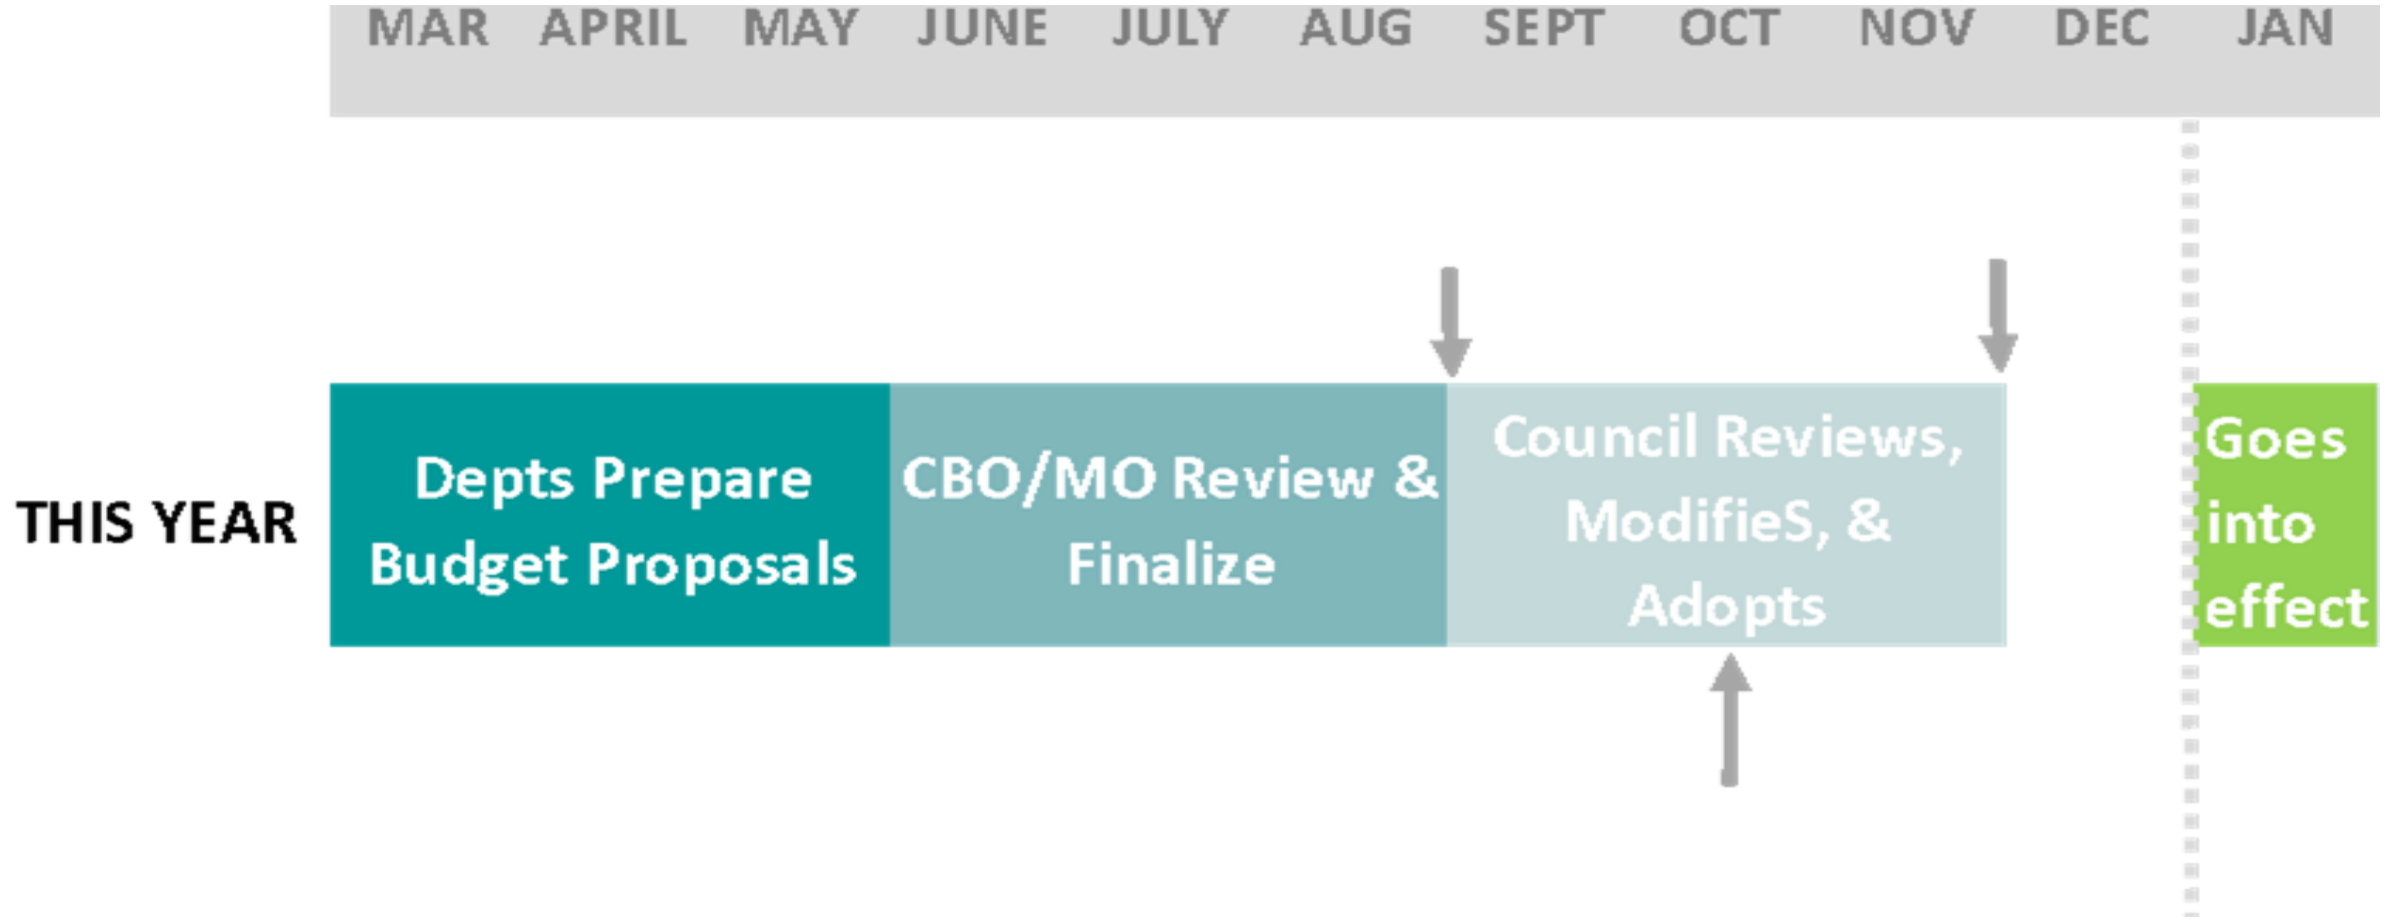 MAR APRIL MAY JUNE JULY AUG SEPT OCT NOV DEC JAN
THIS YEAR
Depts Prepare
Budget Proposals
CBO/MO Review &
Finalize
Council Reviews,
ModifieS, &
Adopts
Goes
into
effect